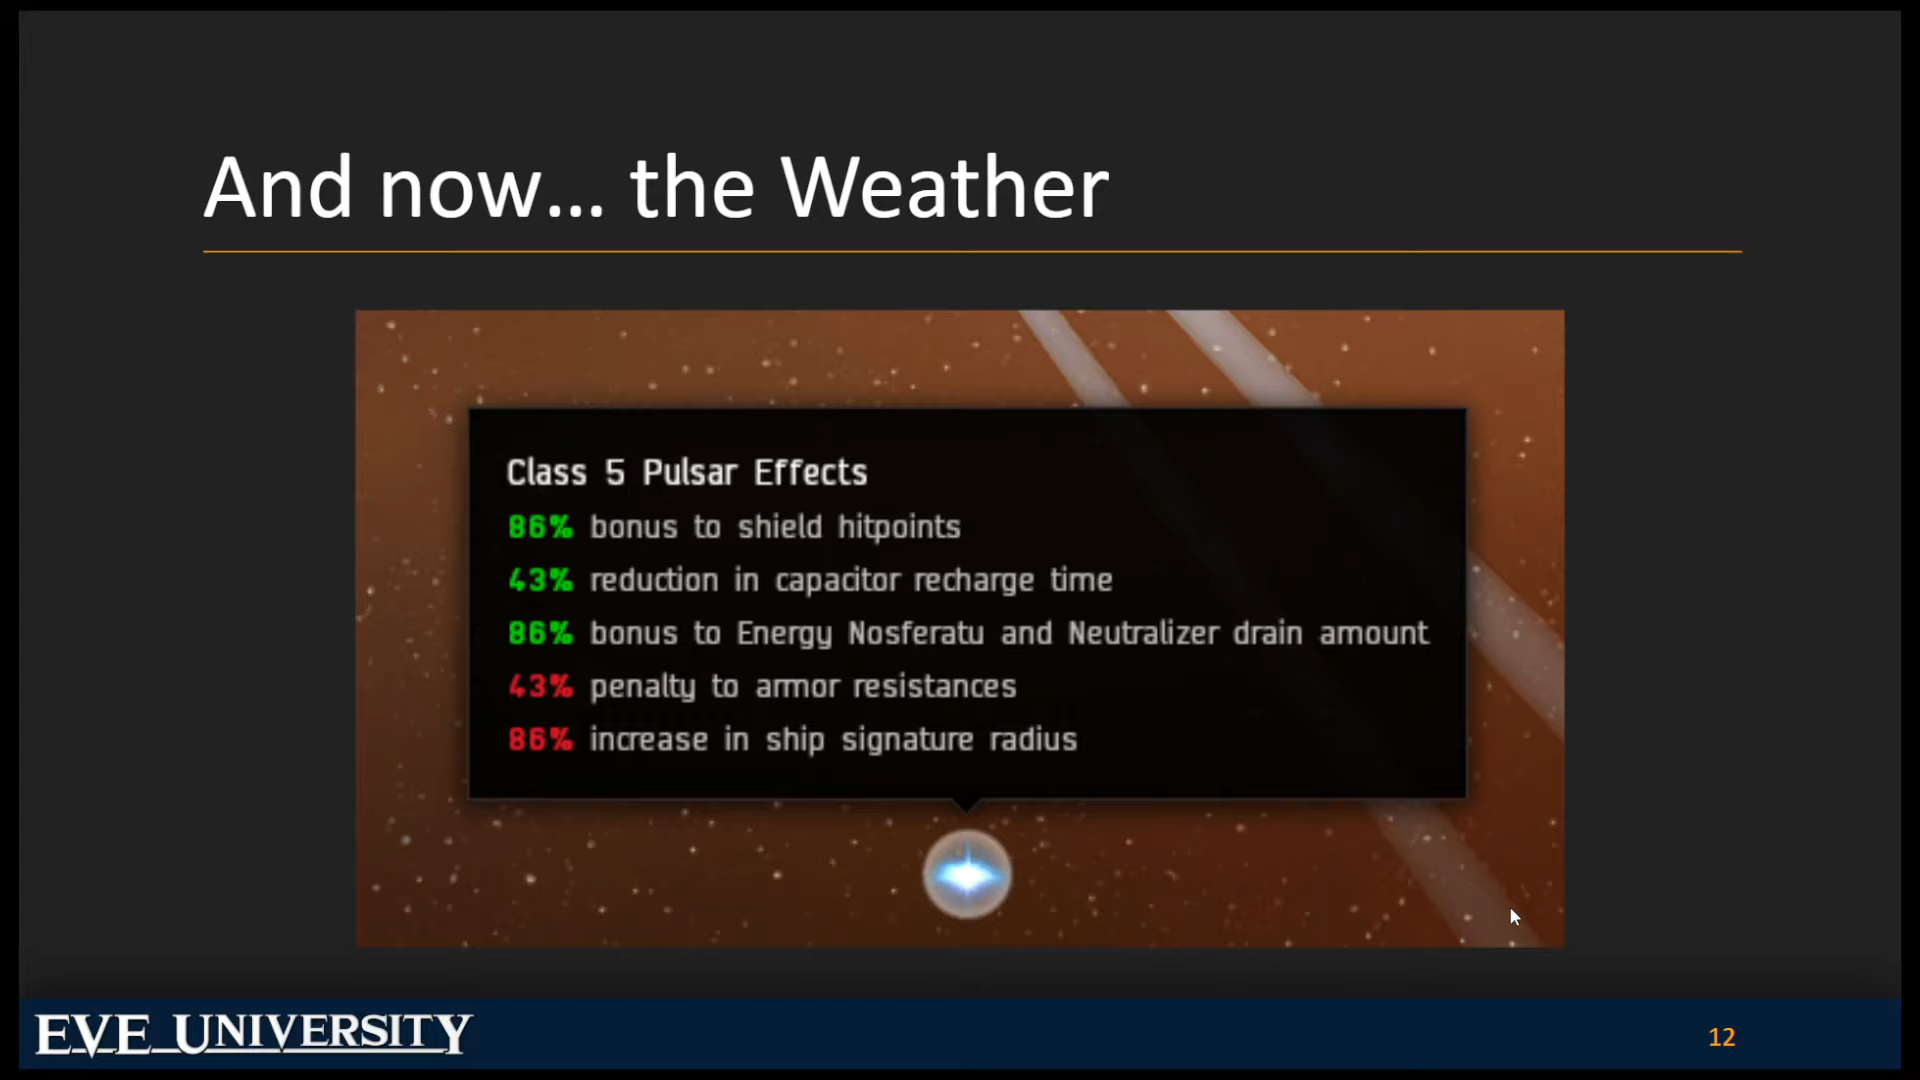 And now... the Weather
Class 5 Pulsar Effects
86% bonus to shield hitpoints
43% reduction in capacitor recharge time
86% bonus to Energy Nosferatu and Neutralizer drain amount
43% penalty to armor resistances
86% increase in ship signature radius
EVE UNIVERSITY
12